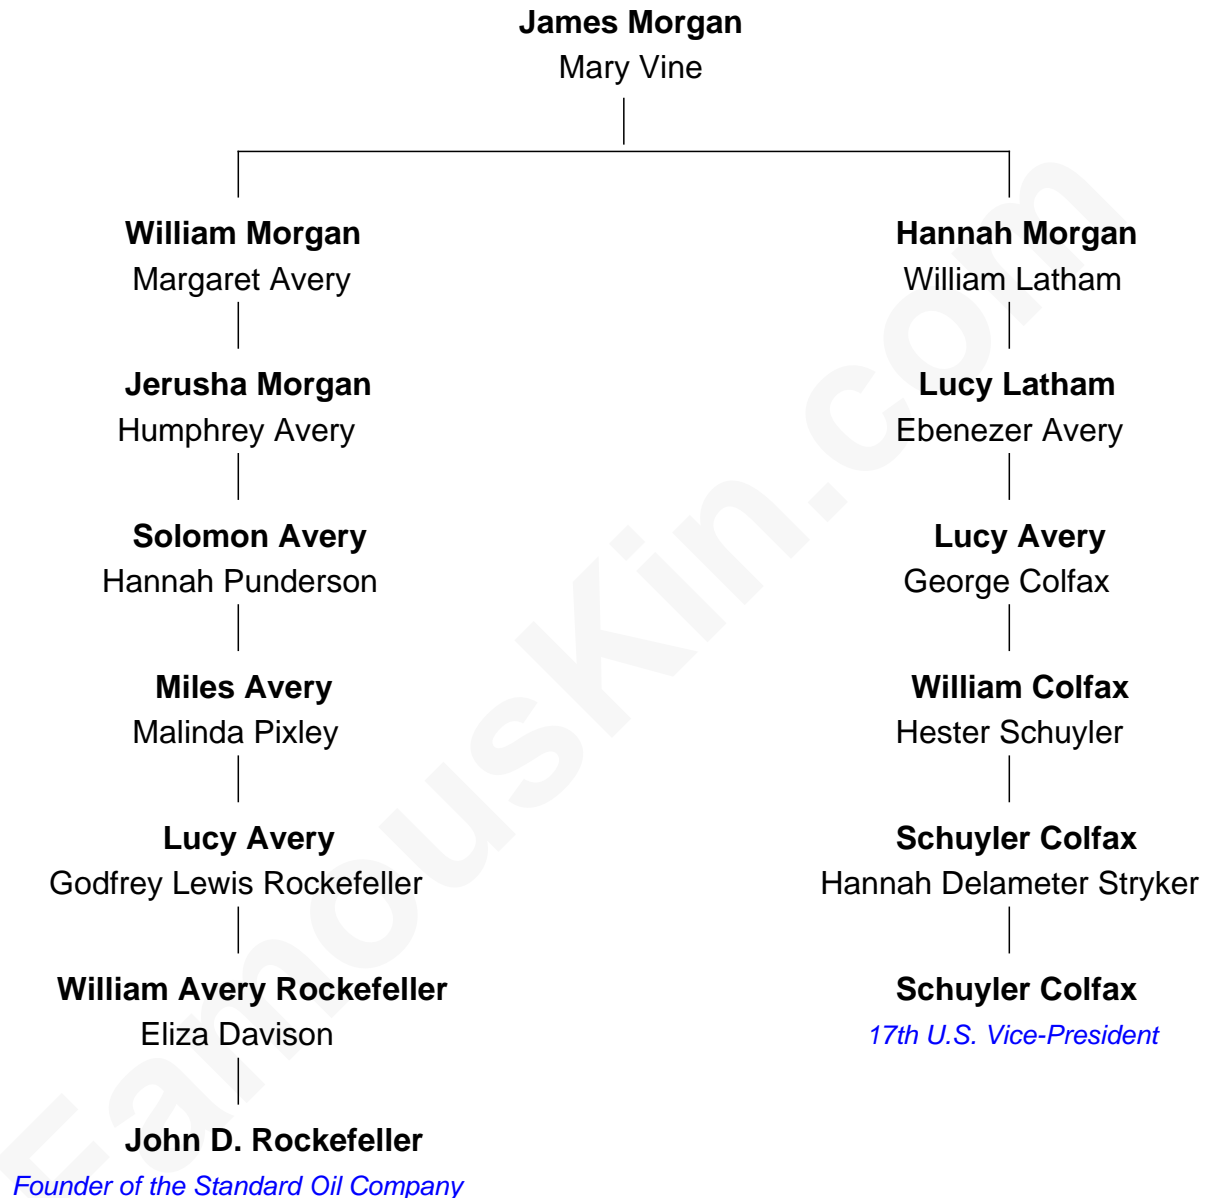 James Morgan
Mary Vine
William Morgan
Margaret Avery
Hannah Morgan
William Latham
Jerusha Morgan
Humphrey Avery
Lucy Latham
Ebenezer Avery
Solomon Avery
Hannah Punderson
Lucy Avery
George Colfax
Miles Avery
Malinda Pixley
William Colfax
Hester Schuyler
Lucy Avery
Godfrey Lewis Rockefeller
Schuyler Colfax
Hannah Delameter Stryker
William Avery Rockefeller
Eliza Davison
Schuyler Colfax
17th U.S. Vice-President
John D. Rockefeller
Founder of the Standard Oil Company
FamousKin.com